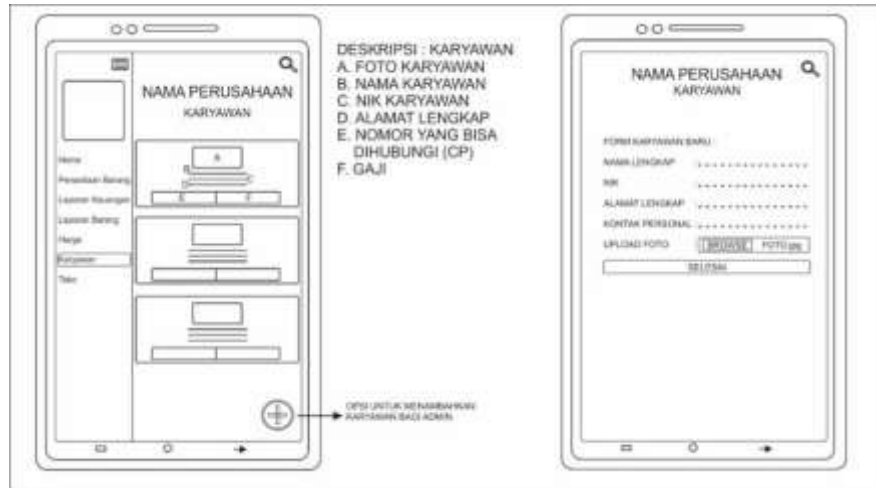 NAMA PERUSAHAAN
KARYAWAN
A
B
C
D
E
F
Home
Persediaan Barang
Laporan Keuangan
Laporan Barang
Harga
Karyawan
Toko
DESKRIPSI : KARYAWAN
A. FOTO KARYAWAN
B. NAMA KARYAWAN
C. NIK KARYAWAN
D. ALAMAT LENGKAP
E. NOMOR YANG BISA
DIHUBUNGI (CP)
F. GAJI
OPSI UNTUK MENAMBAHKAN
KARYAWAN BAGI ADMIN
NAMA PERUSAHAAN
KARYAWAN
FORM KARYAWAN BARU :
NAMA LENGKAP
NIK
ALAMAT LENGKAP
KONTAK PERSONAL
UPLOAD FOTO
BROWSE FOTO.jpg
SELESAI